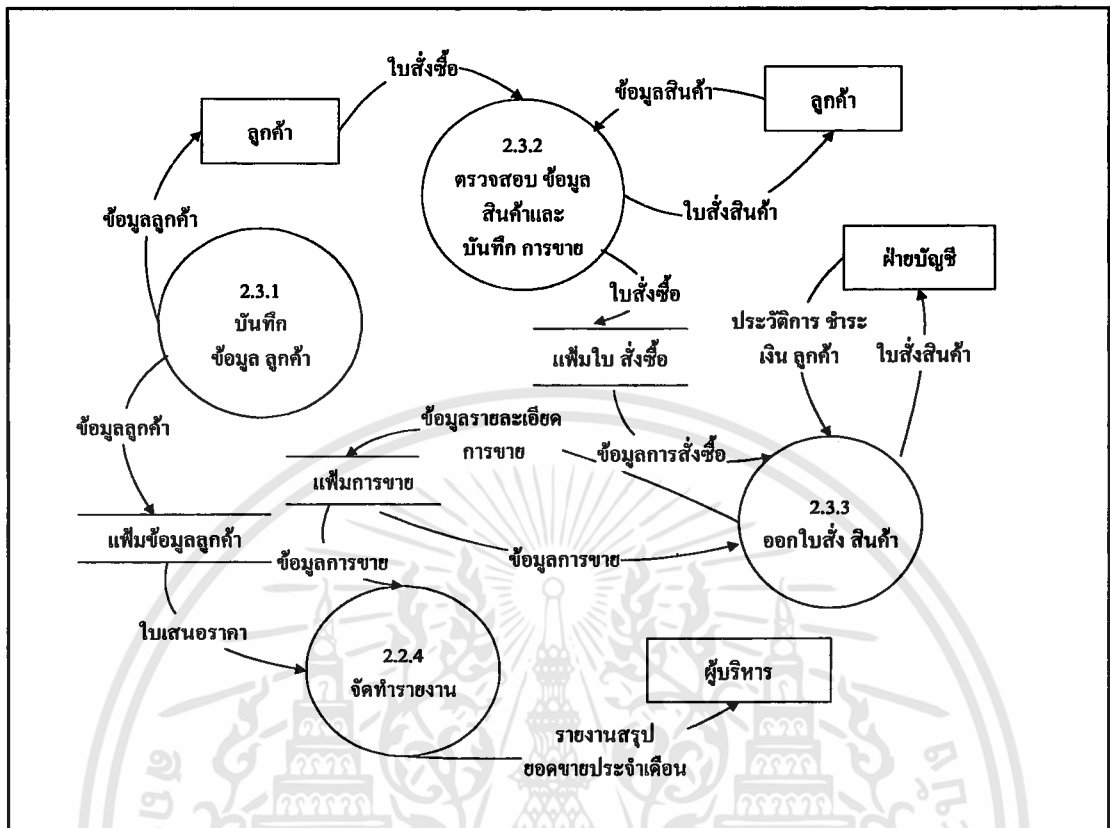 ใบสั่งซื้อ
ลูกค้า
ข้อมูลสินค้า
ลูกค้า
2.3.2
ตรวจสอบ ข้อมูล
สินค้าและ
บันทึก การขาย
ข้อมูลลูกค้า
ใบสั่งสินค้า
ฝ่ายบัญชี
2.3.1
บันทึก
ข้อมูล ลูกค้า
ใบสั่งซื้อ
แฟ้มใบ สั่งซื้อ
ประวัติการ ชำระ
เงิน ลูกค้า
ใบสั่งสินค้า
ข้อมูลลูกค้า
ข้อมูลรายละเอียด
การขาย
ข้อมูลการสั่งซื้อ
แฟ้มการขาย
2.3.3
ออกใบสั่ง สินค้า
แฟ้มข้อมูลลูกค้า
ข้อมูลการขาย
ข้อมูลการขาย
ใบเสนอราคา
2.2.4
จัดทำรายงาน
ผู้บริหาร
รายงานสรุป
ยอดขายประจำเดือน